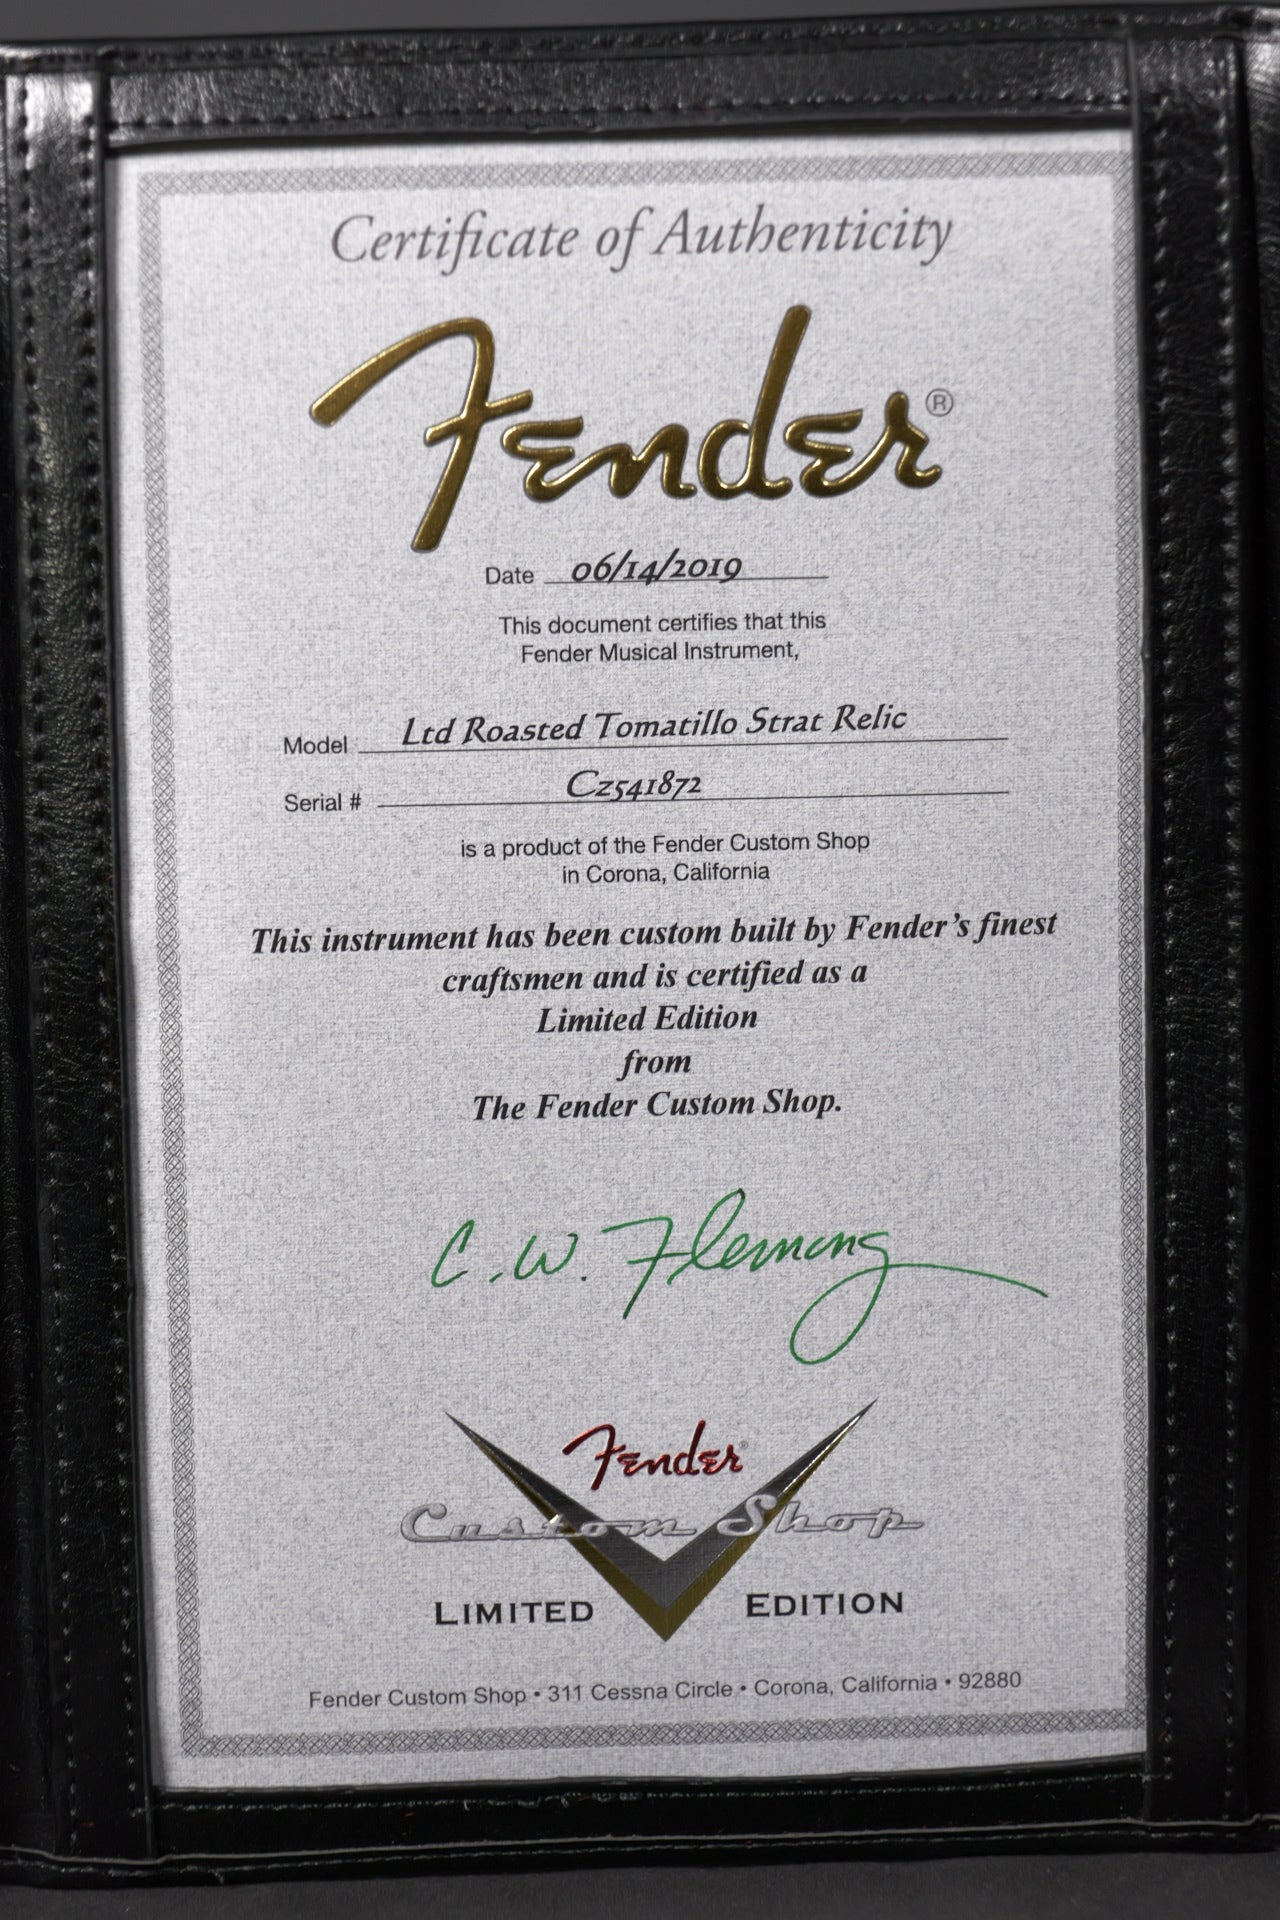 Certificate of Authenticity
Fender®
Date 06/14/2019
This document certifies that this
Fender Musical Instrument,
Model Ltd Roasted Tomatillo Strat Relic
Serial # Cz541872
is a product of the Fender Custom Shop
in Corona, California
This instrument has been custom built by Fender's finest
craftsmen and is certified as a
Limited Edition
from
The Fender Custom Shop.
C.W. Fleming
Fender®
Custom Shop
LIMITED EDITION
Fender Custom Shop • 311 Cessna Circle • Corona, California • 92880